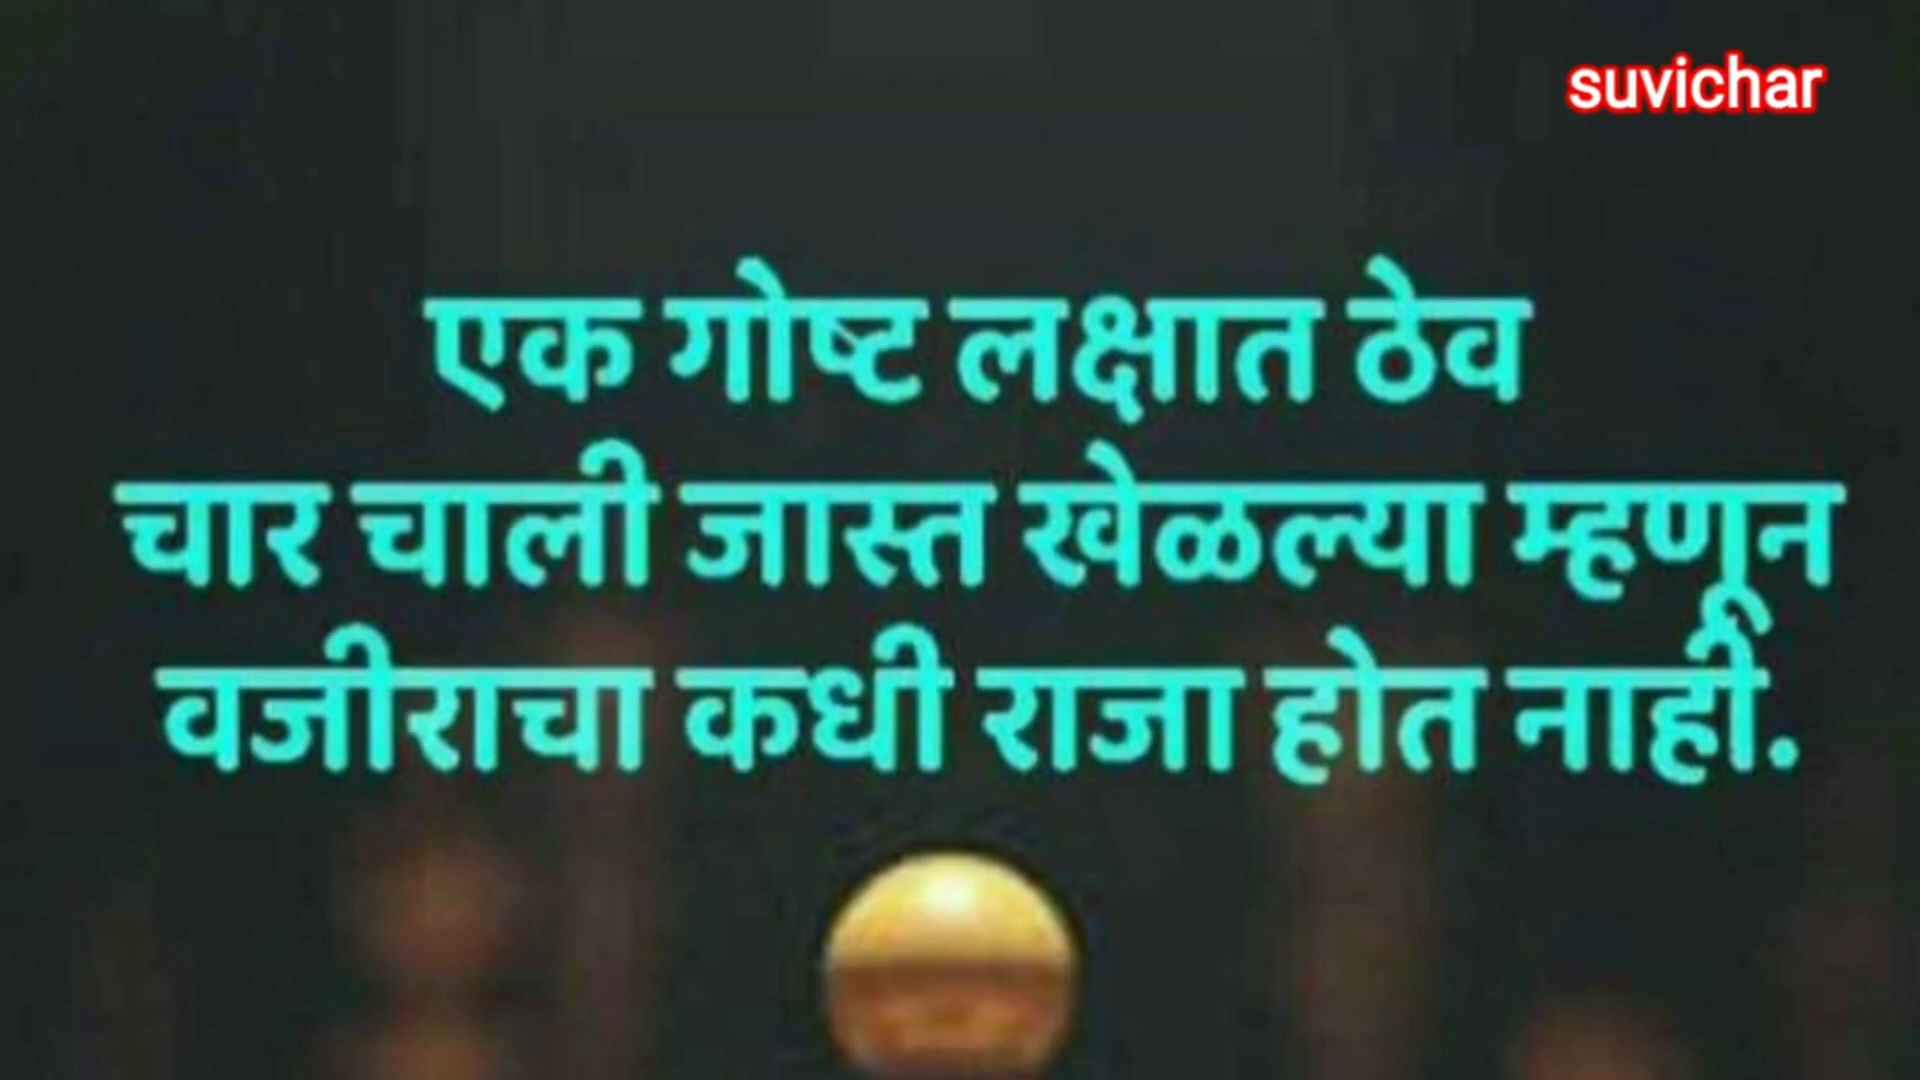 suvichar
एक गोष्ट लक्षात ठेव
चार चाली जास्त खेळल्या म्हणून
वजीराचा कधी राजा होत नाही.